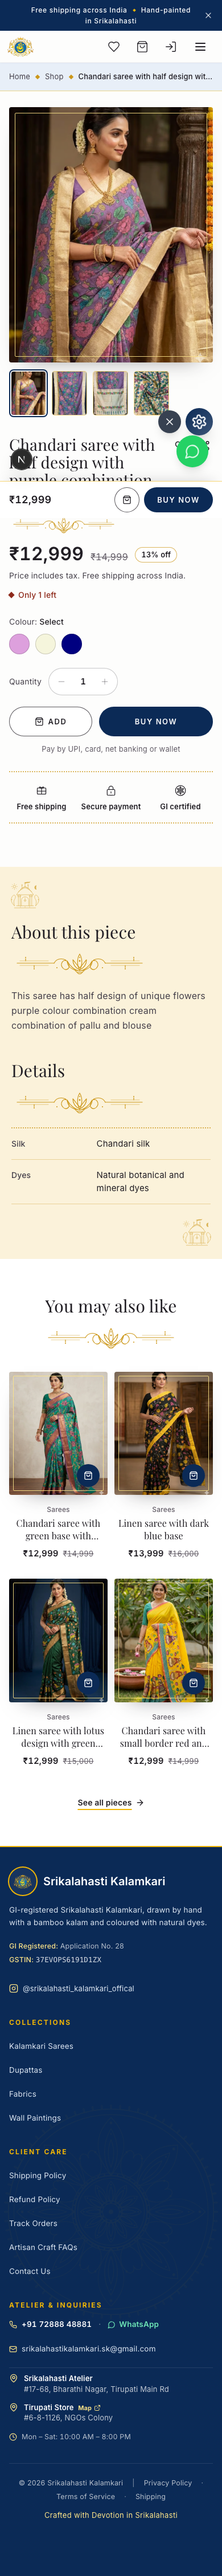 Free shipping across India • Hand-painted
in Srikalahasti
Home ◆ Shop ◆ Chandari saree with half design wit...
Chandari saree with
half design with
N
₹12,999
BUY NOW
₹12,999 ₹14,999 13% off
Price includes tax. Free shipping across India.
Only 1 left
Colour: Select
Quantity 1
ADD
BUY NOW
Pay by UPI, card, net banking or wallet
Free shipping
Secure payment
GI certified
About this piece
This saree has half design of unique flowers
purple colour combination cream
combination of pallu and blouse
Details
Silk Chandari silk
Dyes Natural botanical and
mineral dyes
You may also like
Sarees
Chandari saree with
green base with...
₹12,999 ₹14,999
Sarees
Linen saree with dark
blue base
₹13,999 ₹16,000
Sarees
Linen saree with lotus
design with green...
₹12,999 ₹15,000
Sarees
Chandari saree with
small border red an...
₹12,999 ₹14,999
See all pieces →
Srikalahasti Kalamkari
GI-registered Srikalahasti Kalamkari, drawn by hand
with a bamboo kalam and coloured with natural dyes.
GI Registered: Application No. 28
GSTIN: 37EVOPS6191D1ZX
@srikalahasti_kalamkari_offical
COLLECTIONS
Kalamkari Sarees
Dupattas
Fabrics
Wall Paintings
CLIENT CARE
Shipping Policy
Refund Policy
Track Orders
Artisan Craft FAQs
Contact Us
ATELIER & INQUIRIES
+91 72888 48881 · WhatsApp
srikalahastikalamkari.sk@gmail.com
Srikalahasti Atelier
#17-68, Bharathi Nagar, Tirupati Main Rd
Tirupati Store Map
#6-8-1126, NGOs Colony
Mon – Sat: 10:00 AM – 8:00 PM
© 2026 Srikalahasti Kalamkari | Privacy Policy ·
Terms of Service · Shipping
Crafted with Devotion in Srikalahasti